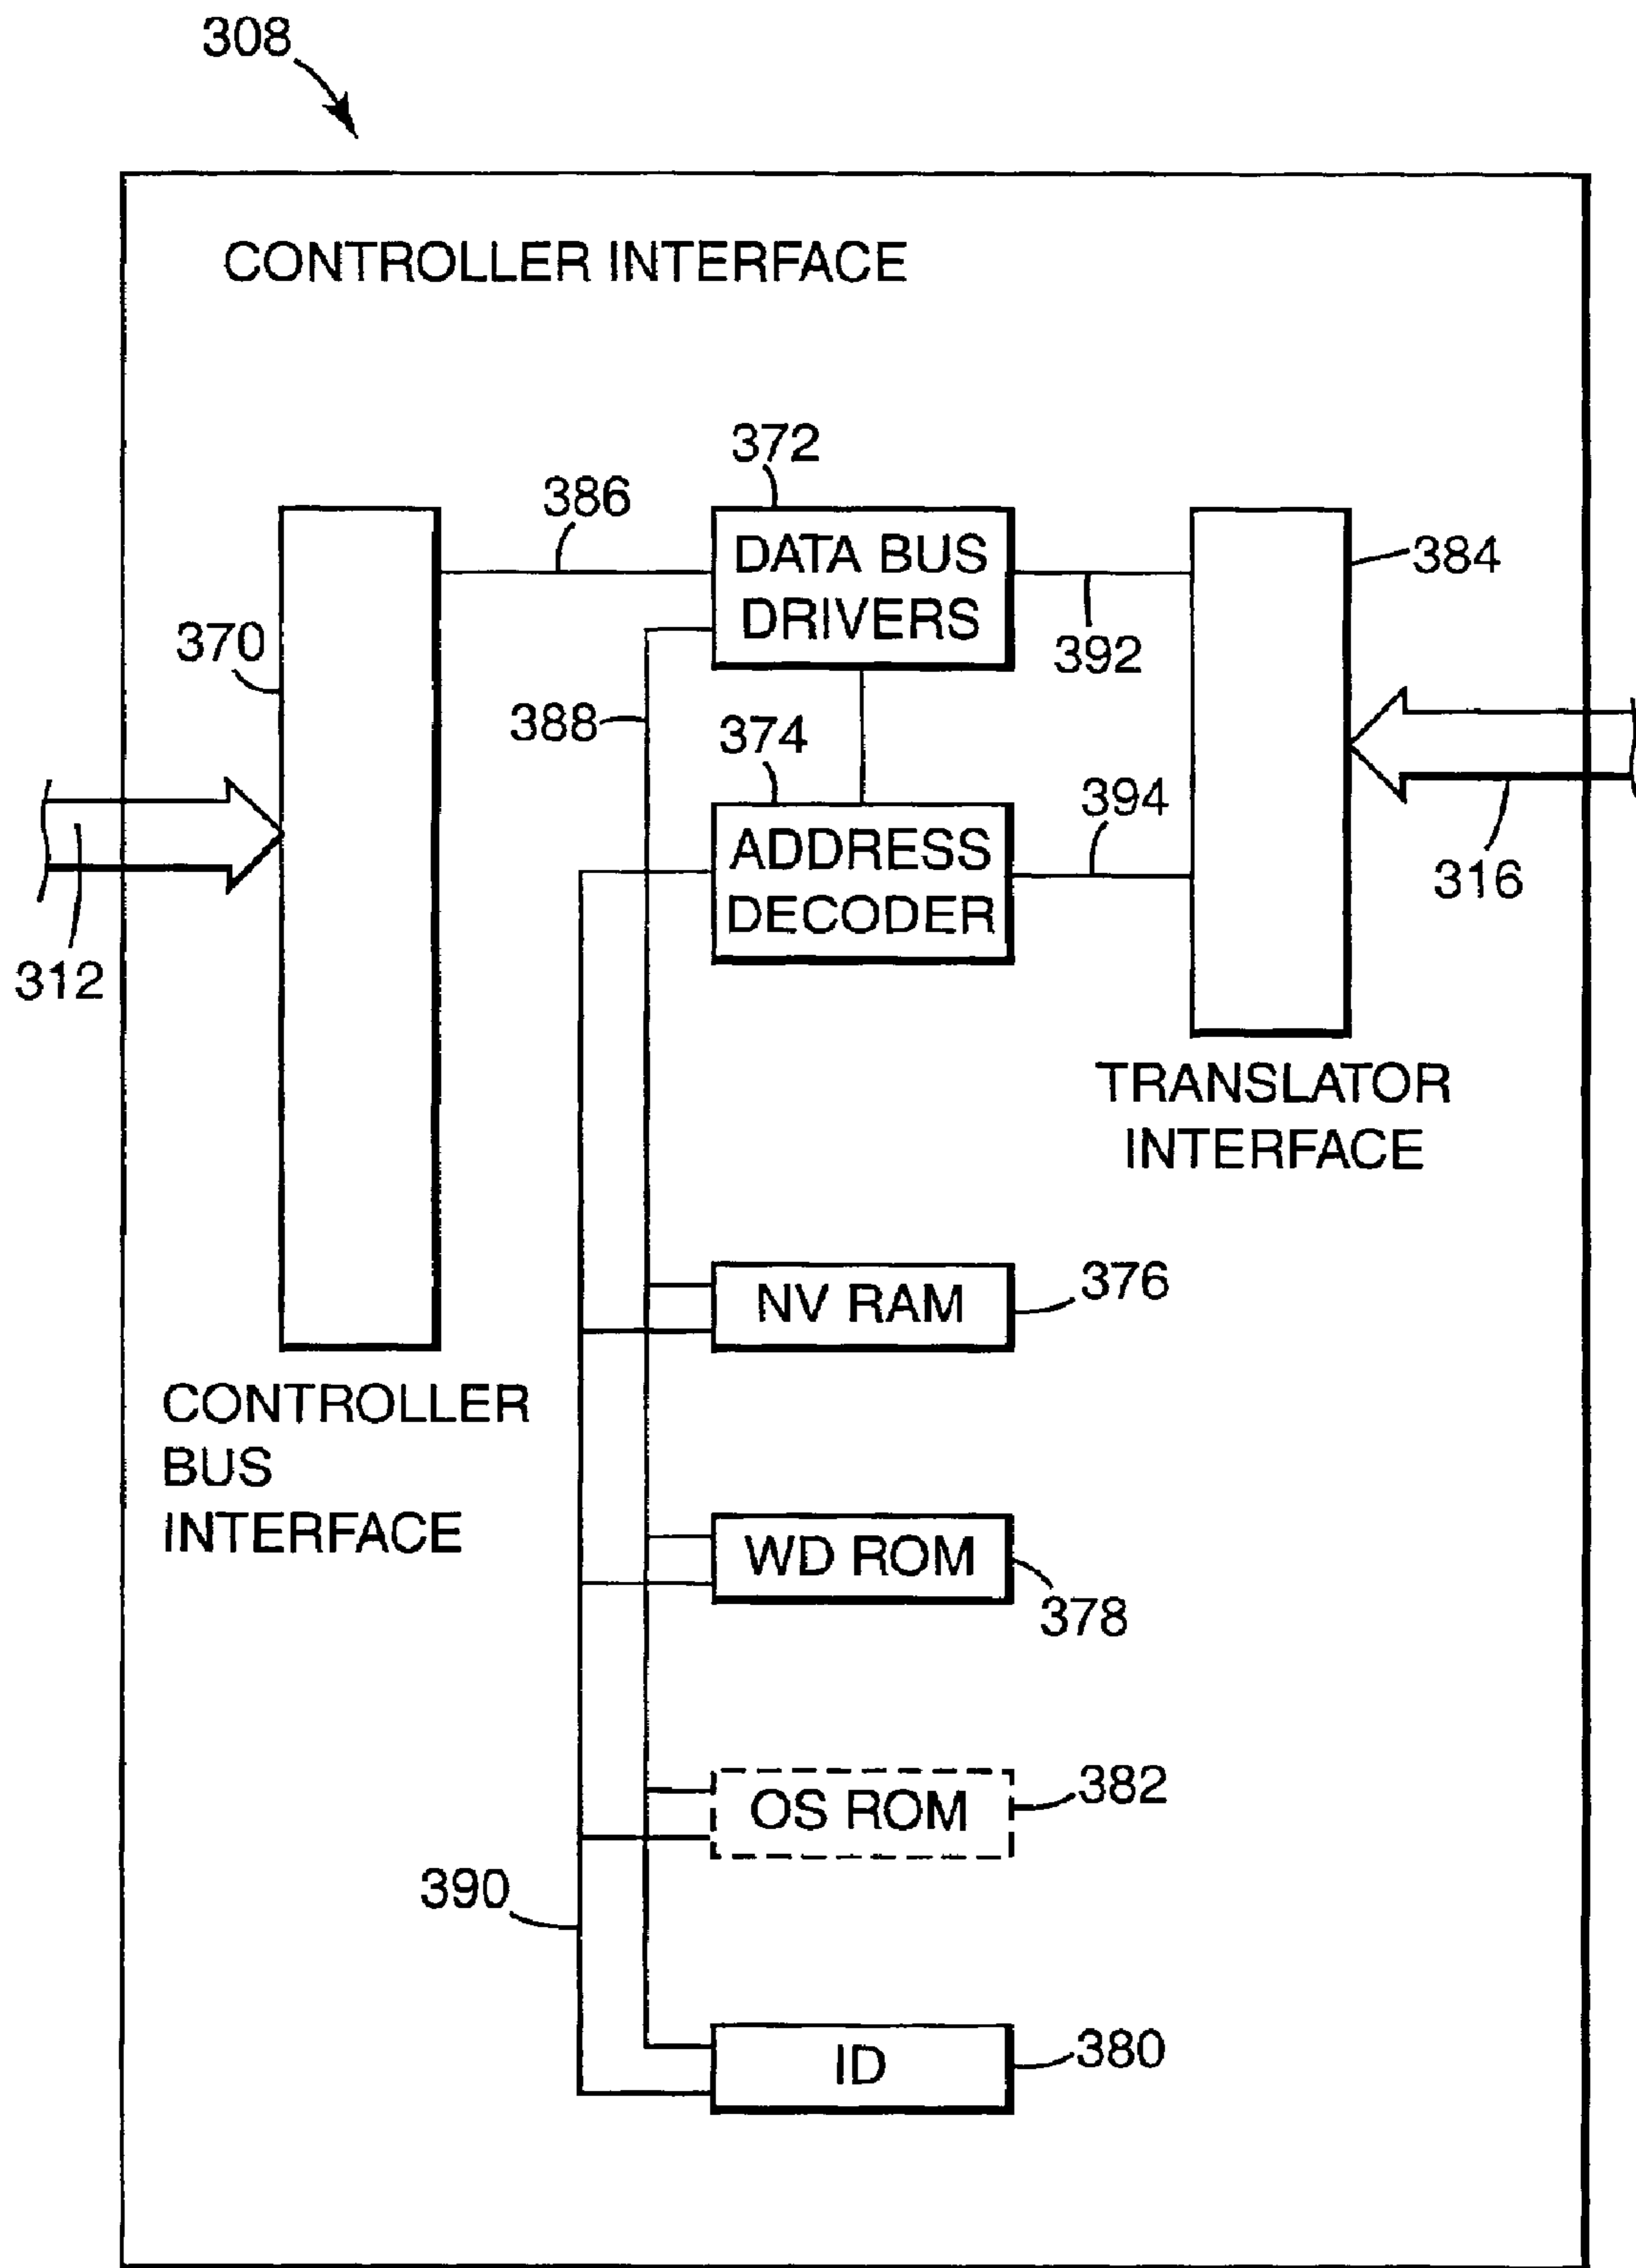 308
CONTROLLER INTERFACE
372
386
DATA BUS
DRIVERS
384
370
392
388
374
394
ADDRESS
DECODER
316
312
TRANSLATOR
INTERFACE
NV RAM
376
CONTROLLER
BUS
INTERFACE
WD ROM
378
OS ROM
382
390
ID
380